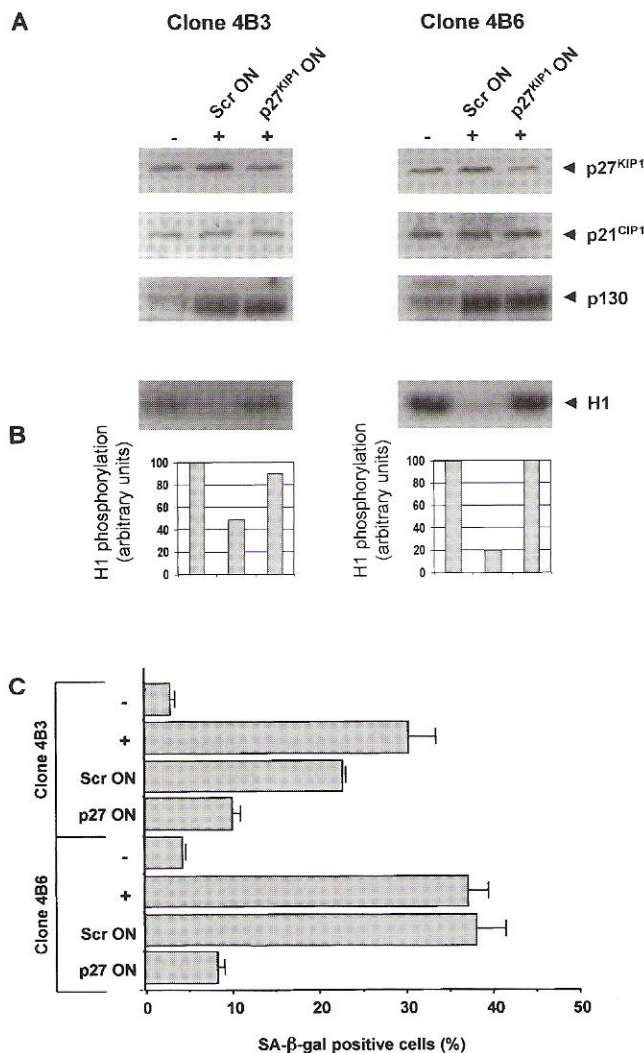 A
Clone 4B3
Clone 4B6
Scr ON
p27KIP1 ON
Scr ON
p27KIP1 ON
- + +
- + +
◄ p27KIP1
◄ p21CIP1
◄ p130
◄ H1
B
H1 phosphorylation
(arbitrary units)
100
80
60
40
20
0
H1 phosphorylation
(arbitrary units)
100
80
60
40
20
0
C
Clone 4B3
-
+
Scr ON
p27 ON
Clone 4B6
-
+
Scr ON
p27 ON
0 10 20 30 40 50
SA-β-gal positive cells (%)